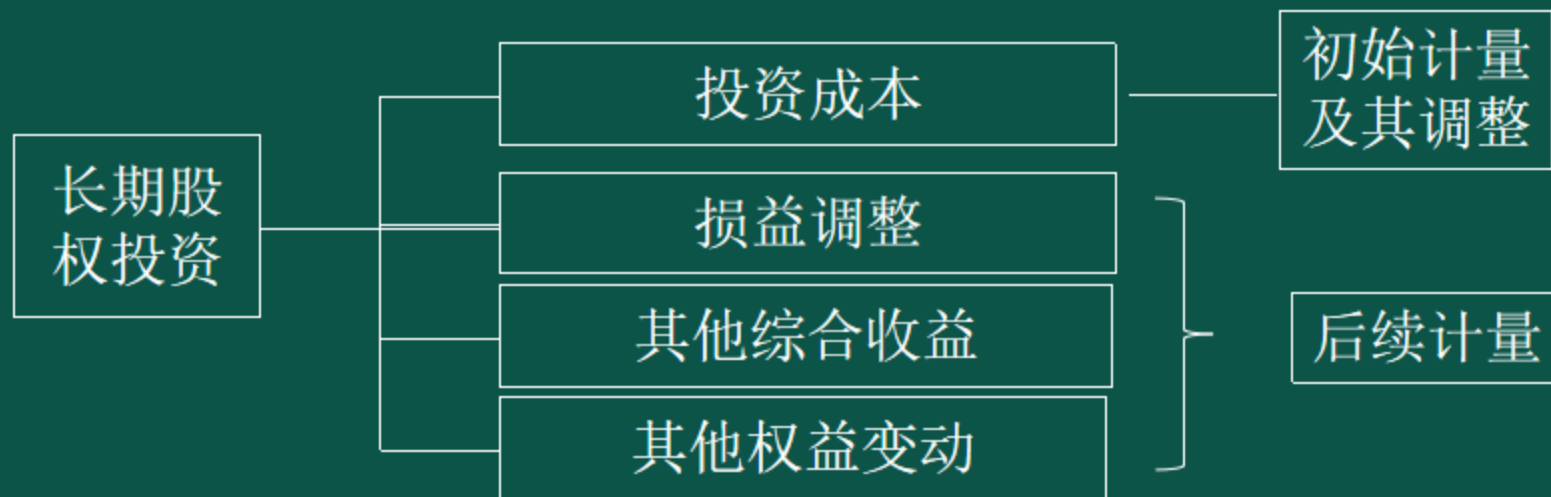 长期股
权投资
投资成本
损益调整
其他综合收益
其他权益变动
初始计量
及其调整
后续计量